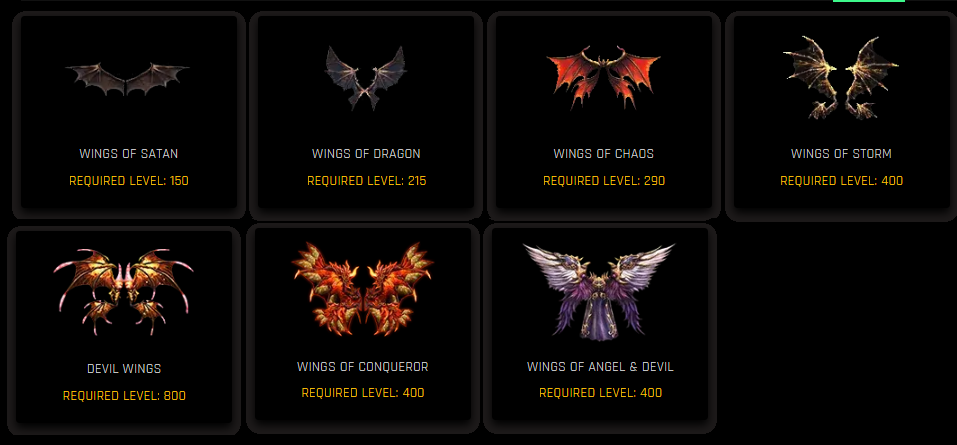 WINGS OF SATAN
REQUIRED LEVEL: 150
WINGS OF DRAGON
REQUIRED LEVEL: 215
WINGS OF CHAOS
REQUIRED LEVEL: 290
WINGS OF STORM
REQUIRED LEVEL: 400
DEVIL WINGS
REQUIRED LEVEL: 800
WINGS OF CONQUEROR
REQUIRED LEVEL: 400
WINGS OF ANGEL & DEVIL
REQUIRED LEVEL: 400